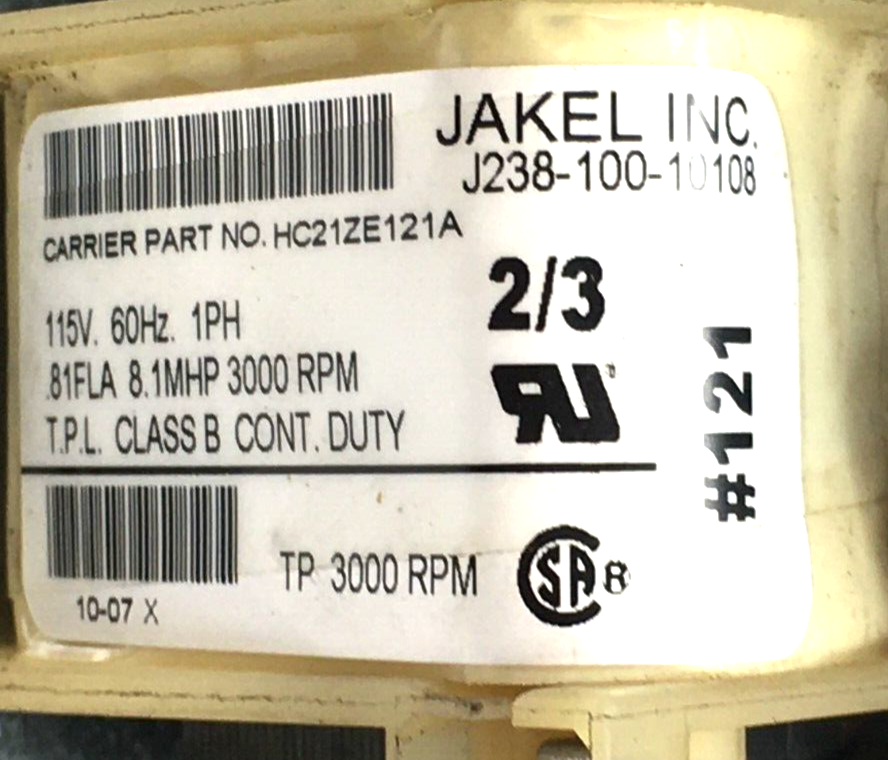 JAKEL INC.
J238-100-10108
CARRIER PART NO. HC21ZE121A
2/3
115V. 60Hz. 1PH
.81FLA 8.1MHP 3000 RPM
T.P.L. CLASS B CONT. DUTY
#121
TP 3000 RPM
10-07 X